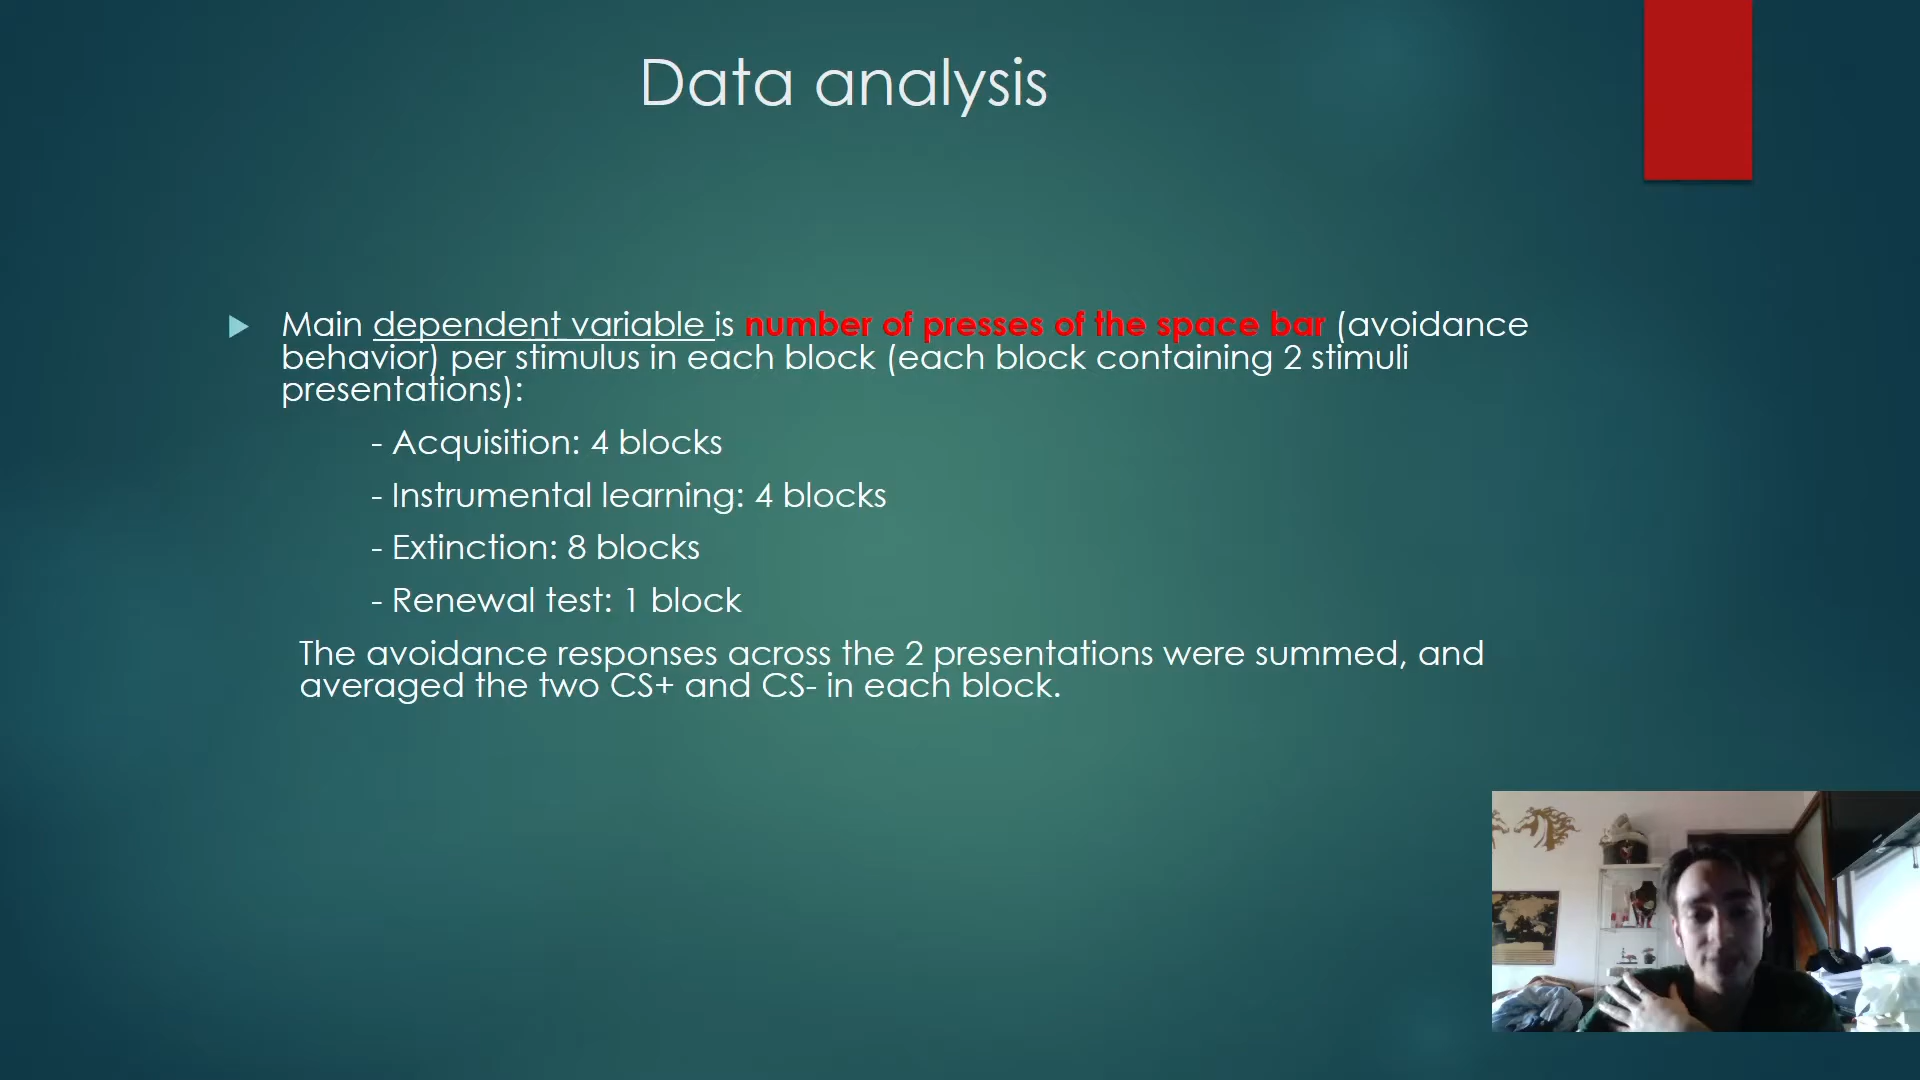 Data analysis
Main dependent variable is number of presses of the space bar (avoidance
behavior) per stimulus in each block (each block containing 2 stimuli
presentations):
- Acquisition: 4 blocks
- Instrumental learning: 4 blocks
- Extinction: 8 blocks
- Renewal test: 1 block
The avoidance responses across the 2 presentations were summed, and
averaged the two CS+ and CS- in each block.